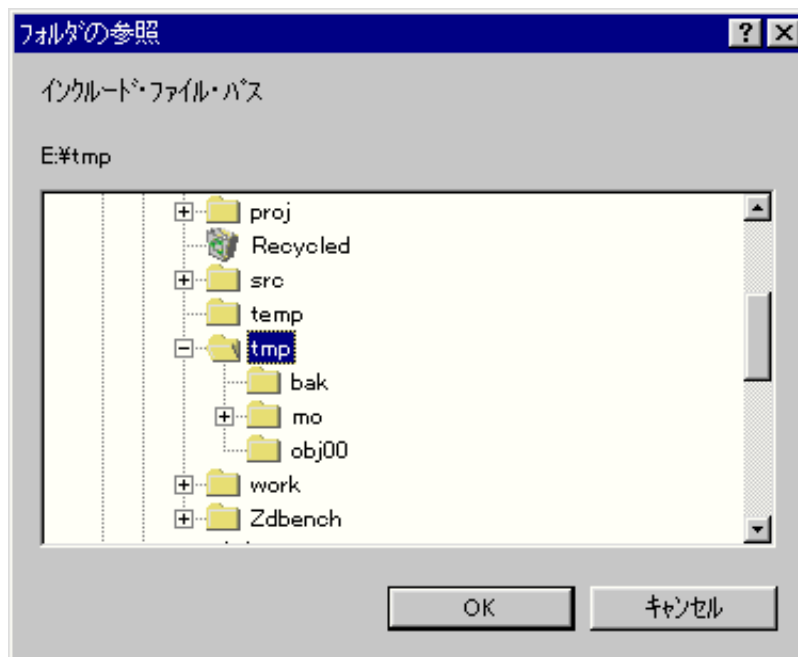 フォルダの参照
インクルード・ファイル・パス
E:¥tmp
proj
Recycled
src
temp
tmp
bak
mo
obj00
work
Zdbench
OK
キャンセル